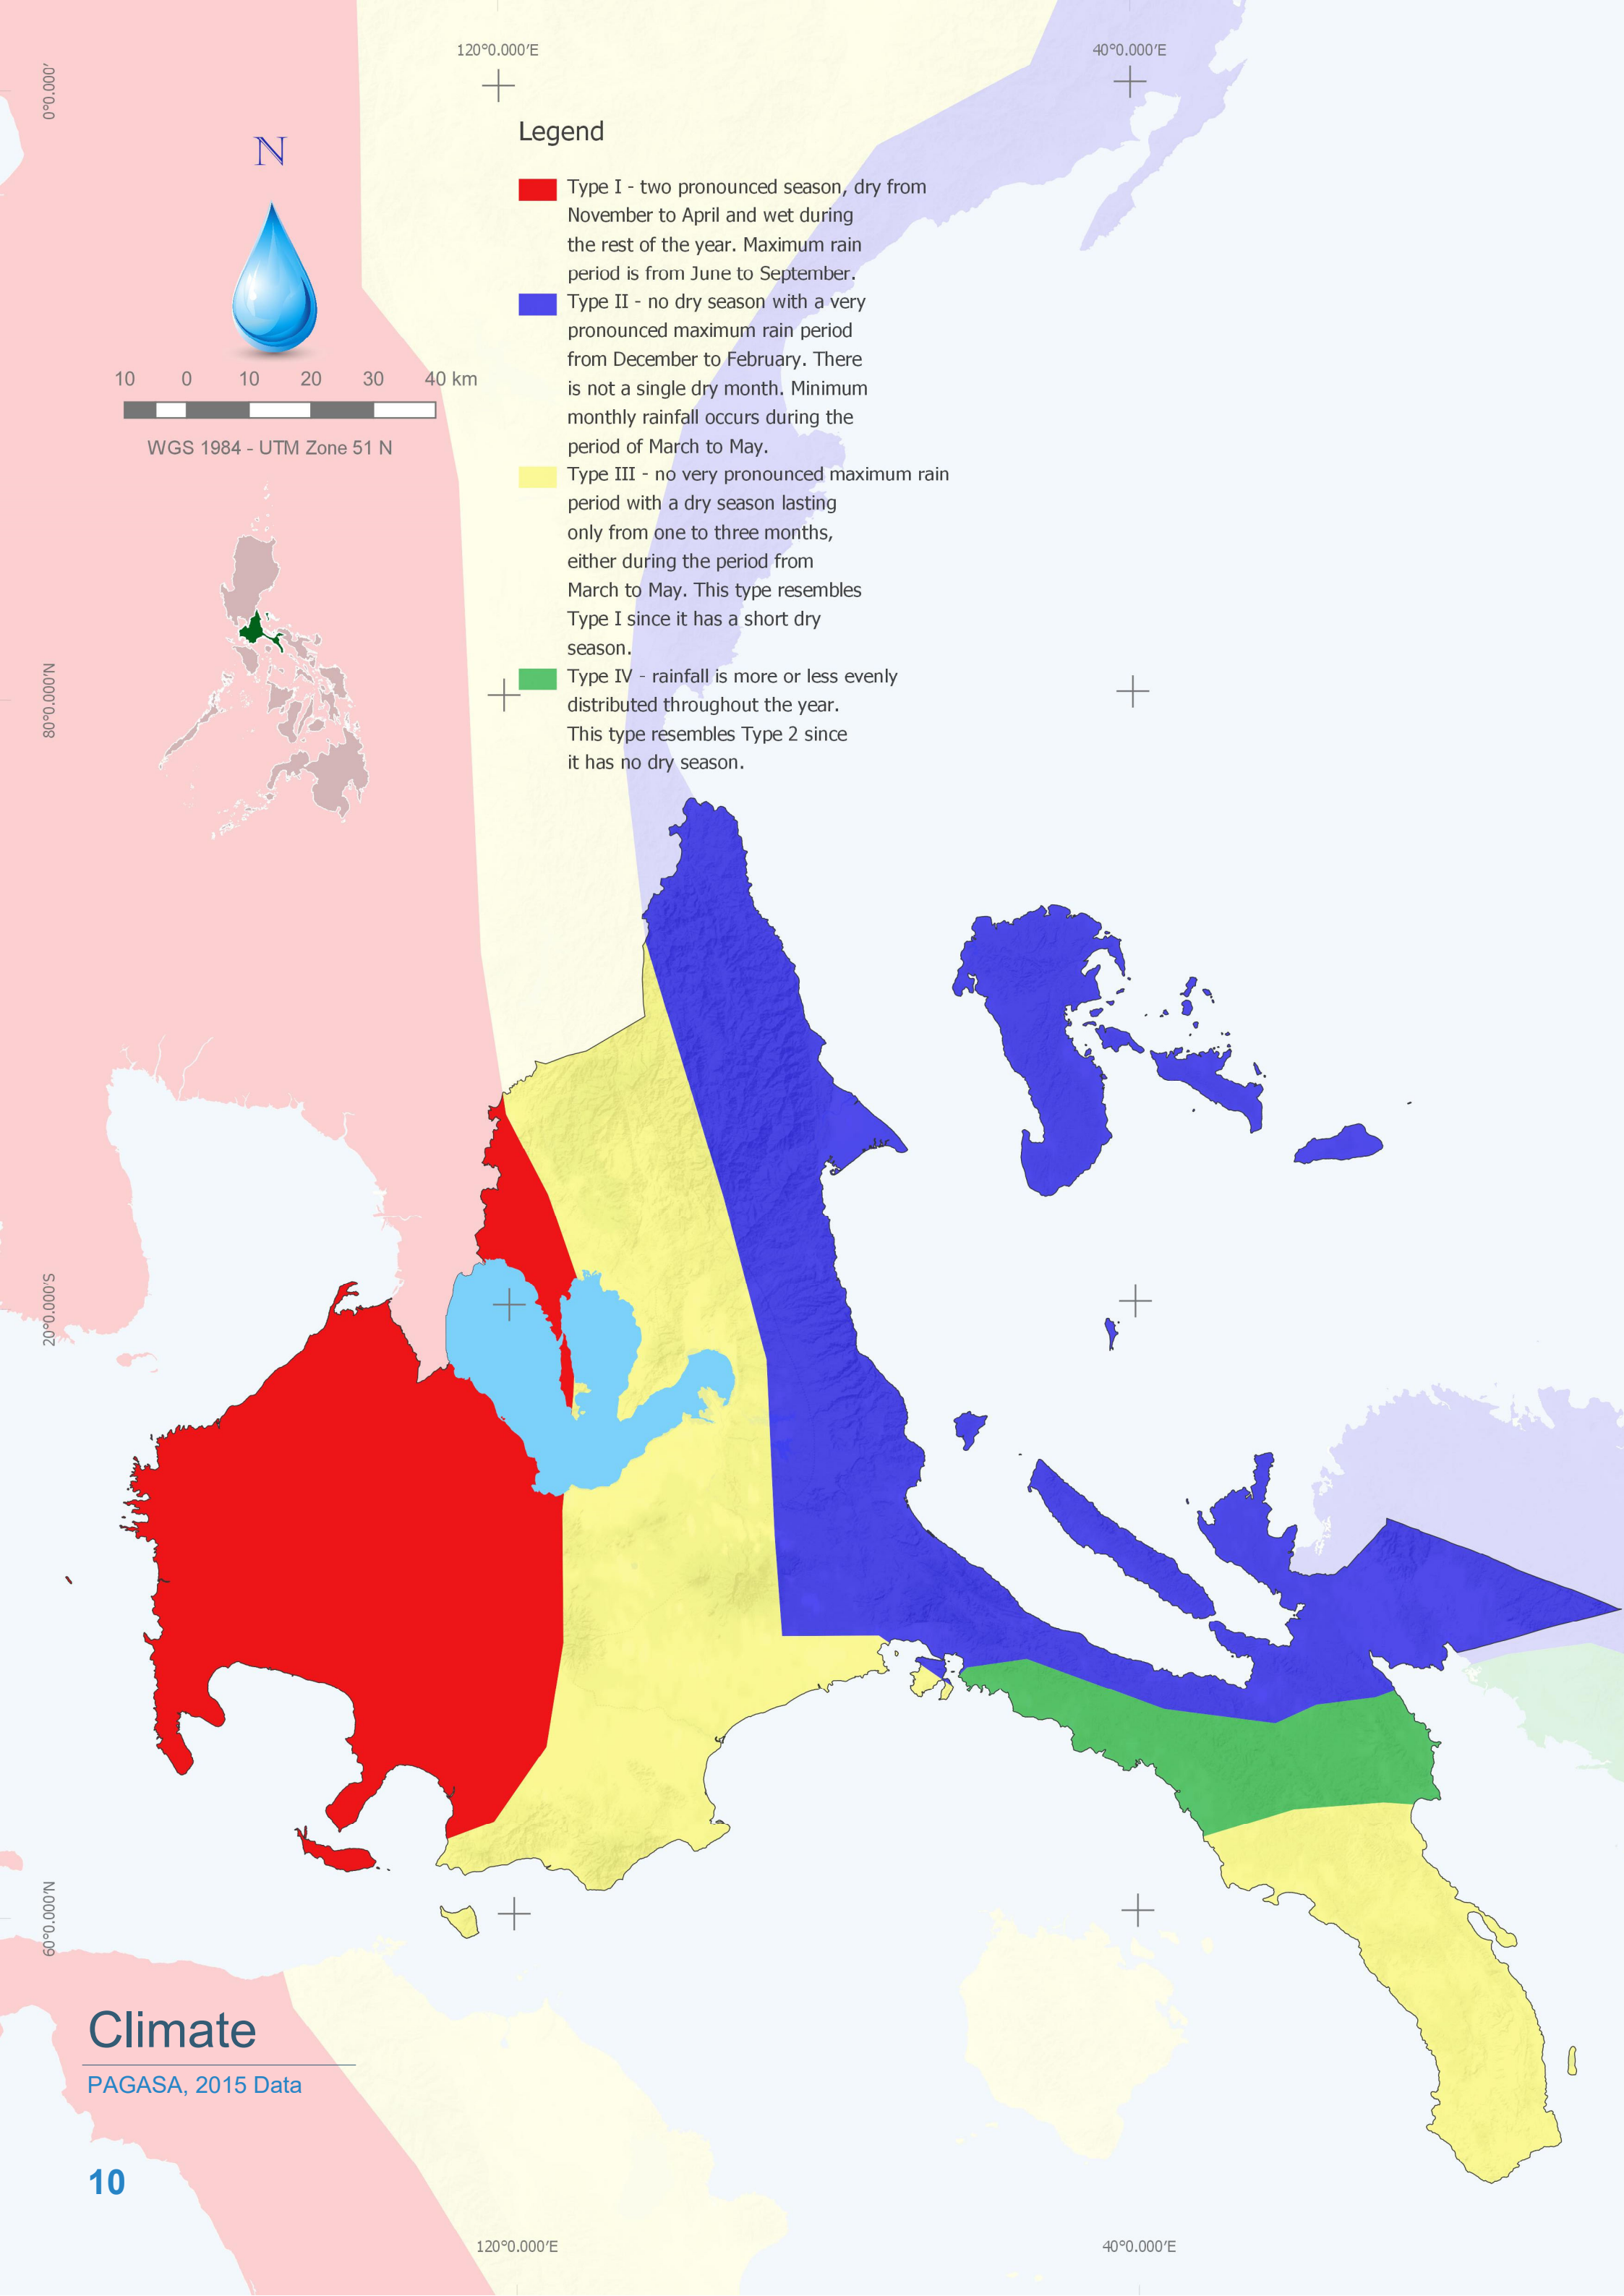 120°0.000'E 40°0.000'E
0°0.000'
Legend
N
Type I - two pronounced season, dry from
November to April and wet during
the rest of the year. Maximum rain
period is from June to September.
Type II - no dry season with a very
pronounced maximum rain period
from December to February. There
is not a single dry month. Minimum
monthly rainfall occurs during the
period of March to May.
10 0 10 20 30 40 km
WGS 1984 - UTM Zone 51 N
Type III - no very pronounced maximum rain
period with a dry season lasting
only from one to three months,
either during the period from
March to May. This type resembles
Type I since it has a short dry
season.
Type IV - rainfall is more or less evenly
distributed throughout the year.
This type resembles Type 2 since
it has no dry season.
80°0.000'N
20°0.000'S
60°0.000'N
Climate
PAGASA, 2015 Data
10
120°0.000'E 40°0.000'E